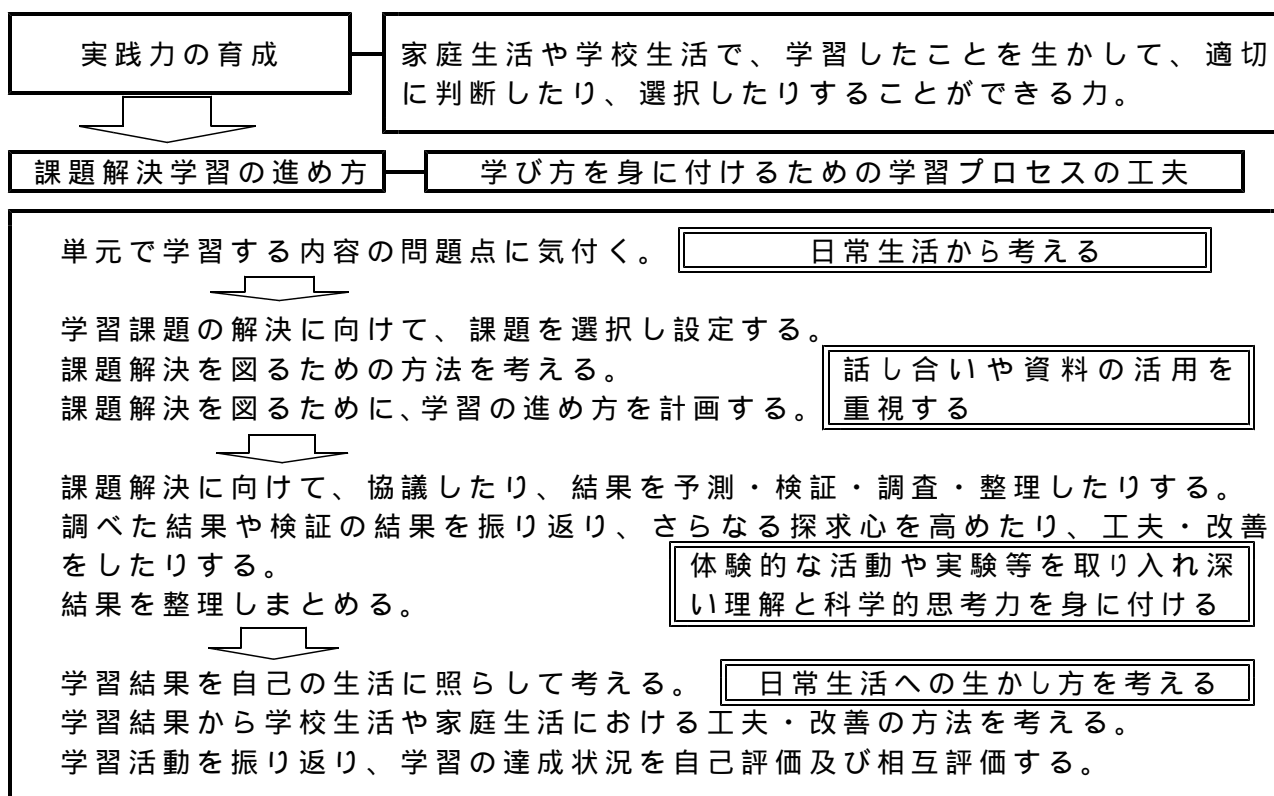 実践力の育成
家庭生活や学校生活で、学習したことを生かして、適切
に判断したり、選択したりすることができる力。
課題解決学習の進め方
学び方を身に付けるための学習プロセスの工夫
単元で学習する内容の問題点に気付く。
日常生活から考える
学習課題の解決に向けて、課題を選択し設定する。
課題解決を図るための方法を考える。
課題解決を図るために、学習の進め方を計画する。
話し合いや資料の活用を
重視する
課題解決に向けて、協議したり、結果を予測・検証・調査・整理したりする。
調べた結果や検証の結果を振り返り、さらなる探求心を高めたり、工夫・改善
をしたりする。
結果を整理しまとめる。
体験的な活動や実験等を取り入れ深
い理解と科学的思考力を身に付ける
学習結果を自己の生活に照らして考える。
日常生活への生かし方を考える
学習結果から学校生活や家庭生活における工夫・改善の方法を考える。
学習活動を振り返り、学習の達成状況を自己評価及び相互評価する。